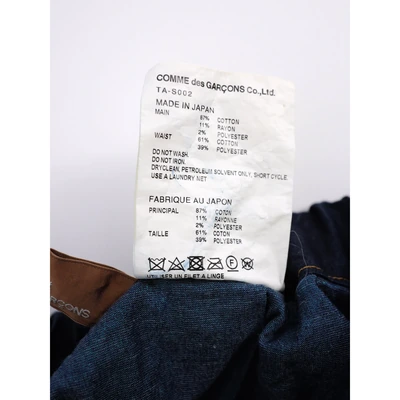 COMME des GARÇONS Co., Ltd.
TA-S002
MADE IN JAPAN
MAIN 87% COTTON
11% RAYON
2% POLYESTER
WAIST 61% COTTON
39% POLYESTER
DO NOT WASH.
DO NOT IRON.
DRYCLEAN, PETROLEUM SOLVENT ONLY, SHORT CYCLE
USE A LAUNDRY NET
FABRIQUE AU JAPON
PRINCIPAL 87% COTON
11% RAYONNE
2% POLYESTER
TAILLE 61% COTON
39% POLYESTER
UTILISER UN FILET A LINGE